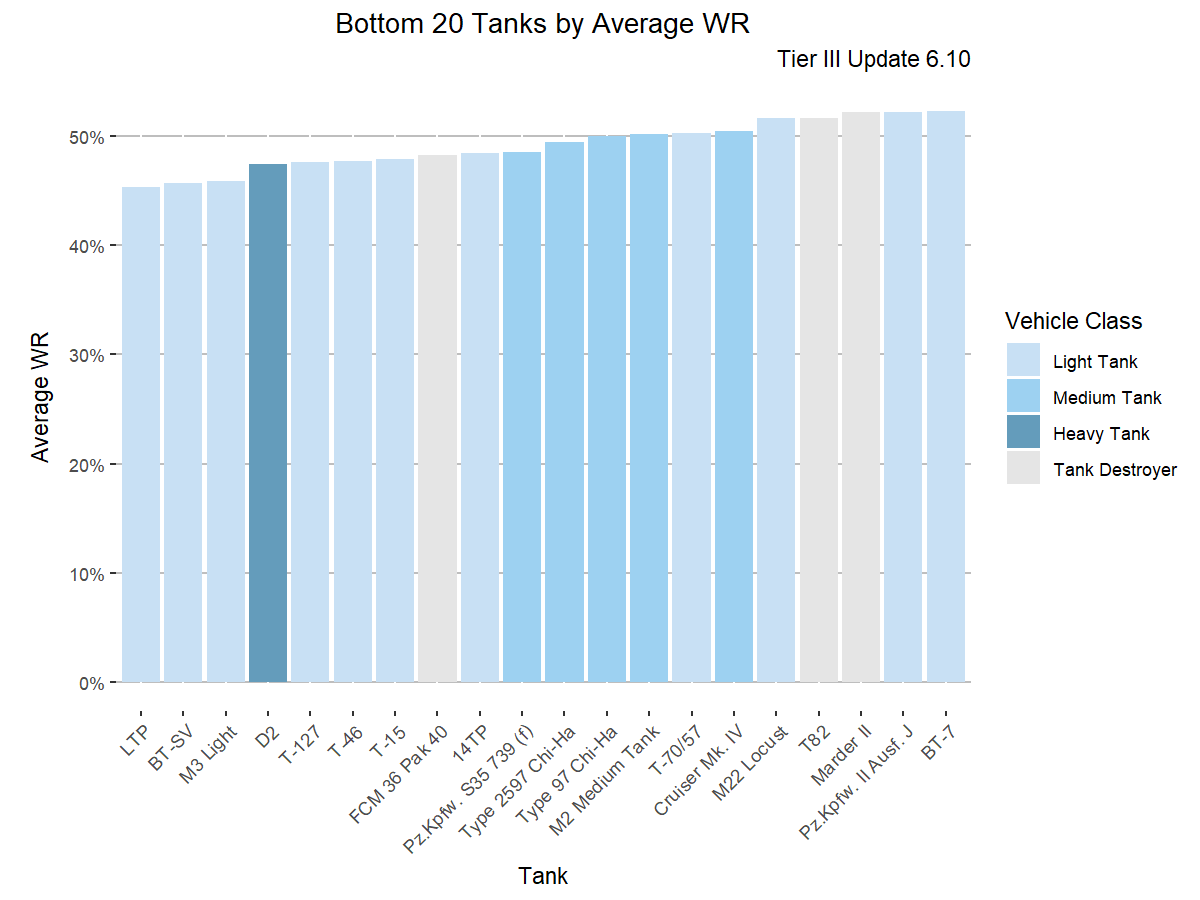 Bottom 20 Tanks by Average WR
Tier III Update 6.10
Average WR
50%
40%
30%
20%
10%
0%
LTP
BT-SV
M3 Light
D2
T-127
T-46
T-15
FCM 36 Pak 40
14TP
Pz.Kpfw. S35 739 (f)
Type 2597 Chi-Ha
Type 97 Chi-Ha
M2 Medium Tank
T-70/57
Cruiser Mk. IV
M22 Locust
T82
Marder II
Pz.Kpfw. II Ausf. J
BT-7
Tank
Vehicle Class
Light Tank
Medium Tank
Heavy Tank
Tank Destroyer